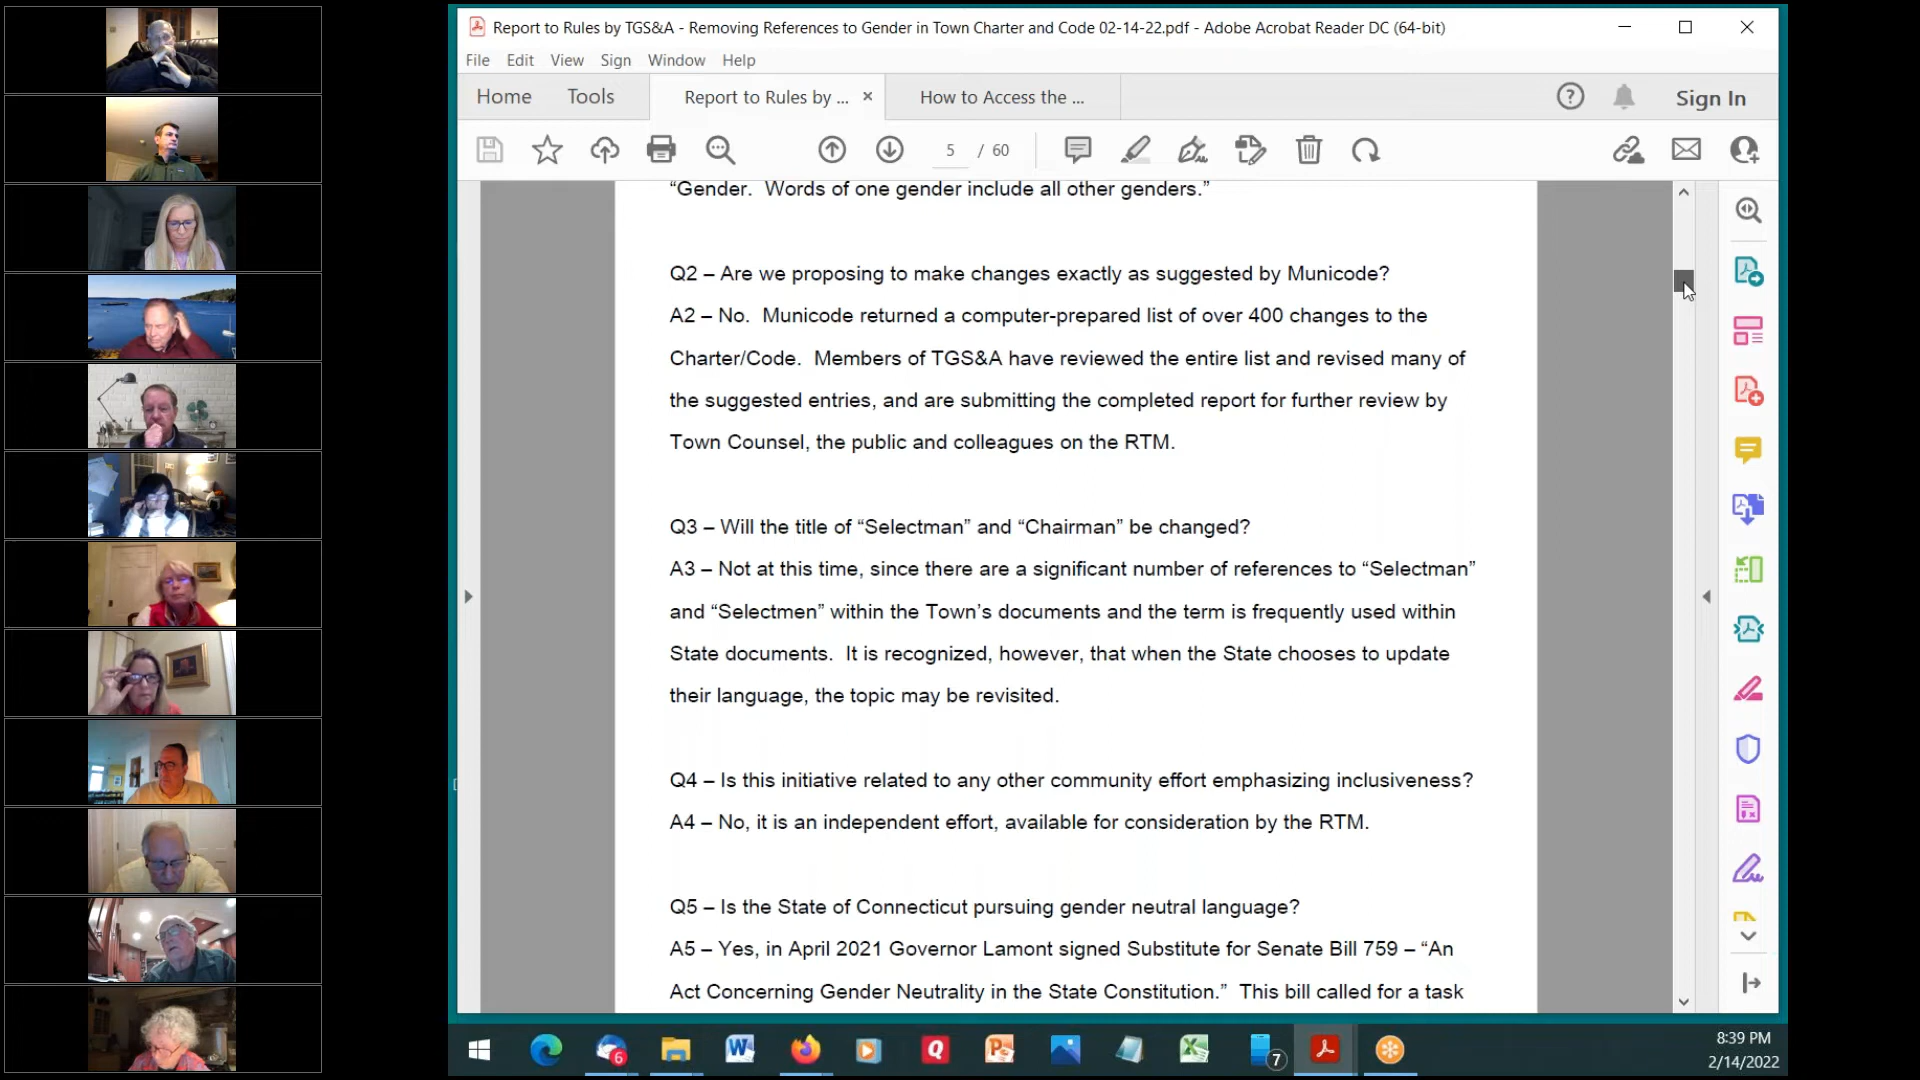 Report to Rules by TGS&A - Removing References to Gender in Town Charter and Code 02-14-22.pdf - Adobe Acrobat Reader DC (64-bit)
File Edit View Sign Window Help
Home Tools Report to Rules by ... × How to Access the ... Sign In
5 / 60
“Gender.  Words of one gender include all other genders.”
Q2 – Are we proposing to make changes exactly as suggested by Municode?
A2 – No.  Municode returned a computer-prepared list of over 400 changes to the
Charter/Code.  Members of TGS&A have reviewed the entire list and revised many of
the suggested entries, and are submitting the completed report for further review by
Town Counsel, the public and colleagues on the RTM.
Q3 – Will the title of “Selectman” and “Chairman” be changed?
A3 – Not at this time, since there are a significant number of references to “Selectman”
and “Selectmen” within the Town’s documents and the term is frequently used within
State documents.  It is recognized, however, that when the State chooses to update
their language, the topic may be revisited.
Q4 – Is this initiative related to any other community effort emphasizing inclusiveness?
A4 – No, it is an independent effort, available for consideration by the RTM.
Q5 – Is the State of Connecticut pursuing gender neutral language?
A5 – Yes, in April 2021 Governor Lamont signed Substitute for Senate Bill 759 – “An
Act Concerning Gender Neutrality in the State Constitution.”  This bill called for a task
6
7
8:39 PM
2/14/2022